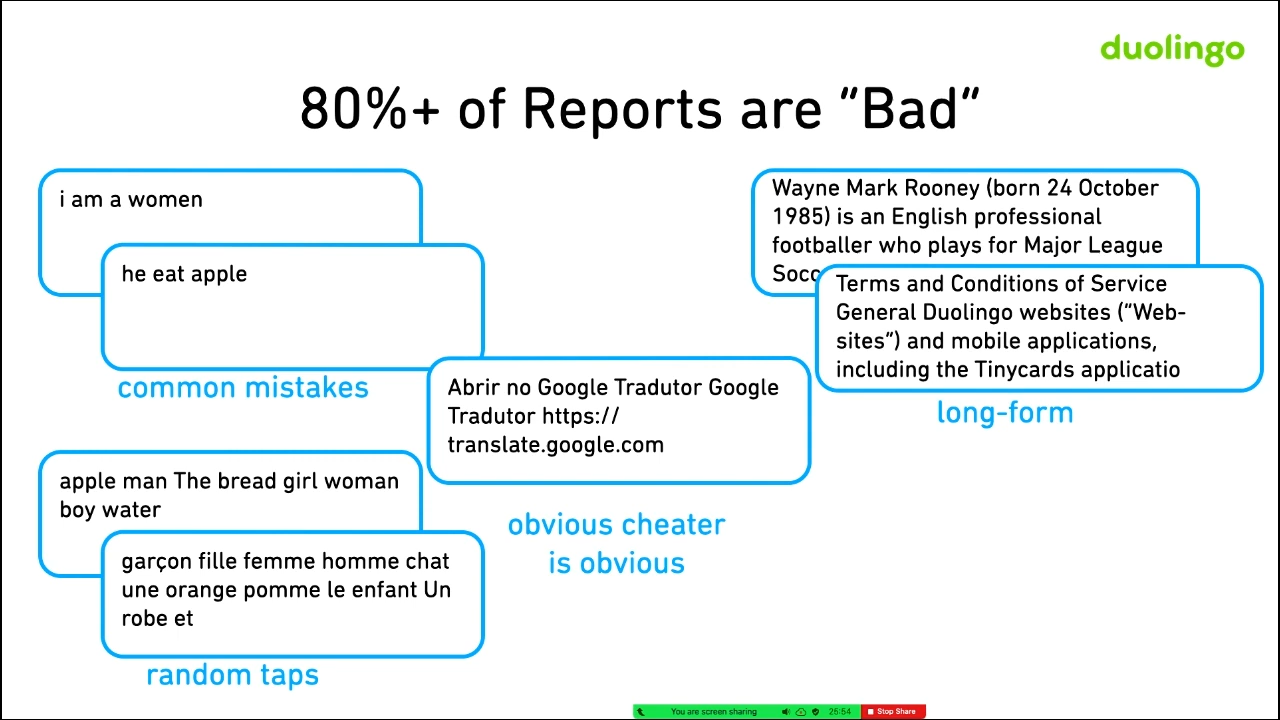 duolingo
80%+ of Reports are "Bad"
i am a women
he eat apple
common mistakes
apple man The bread girl woman
boy water
garçon fille femme homme chat
une orange pomme le enfant Un
robe et
random taps
Abrir no Google Tradutor Google
Tradutor https://
translate.google.com
obvious cheater
is obvious
Wayne Mark Rooney (born 24 October
1985) is an English professional
footballer who plays for Major League
Socc
Terms and Conditions of Service
General Duolingo websites ("Web-
sites") and mobile applications,
including the Tinycards applicatio
long-form
You are screen sharing
25:54
Stop Share